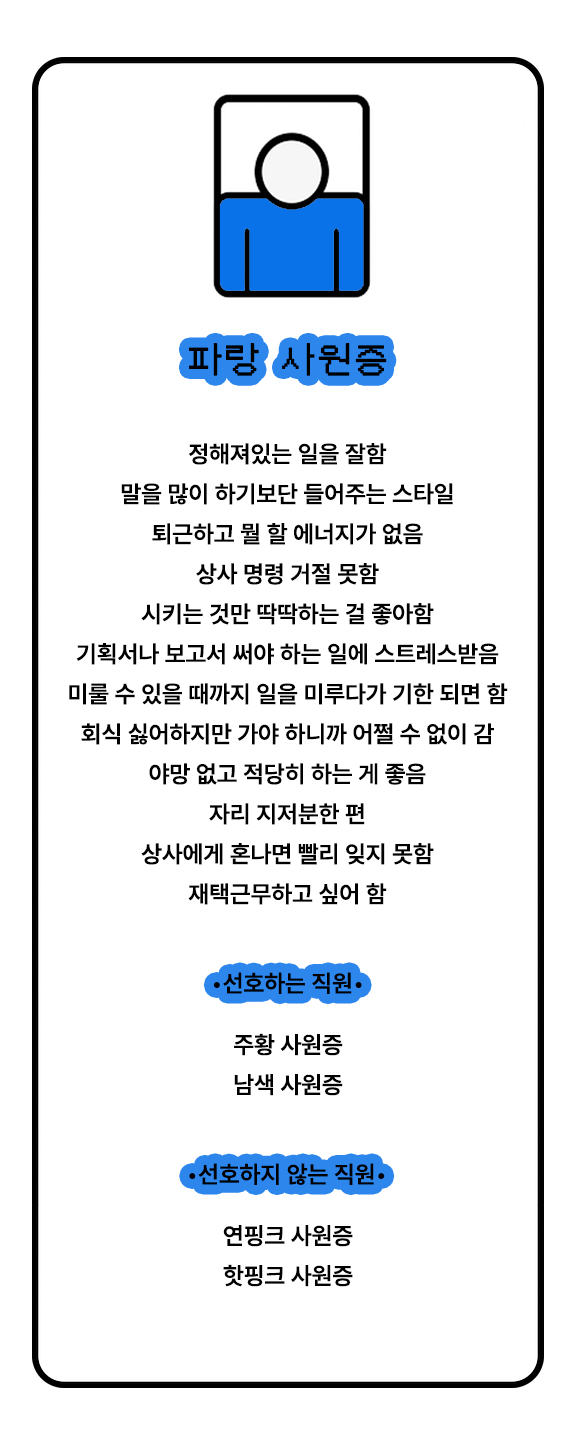 파랑 사원증
정해져있는 일을 잘함
말을 많이 하기보단 들어주는 스타일
퇴근하고 뭘 할 에너지가 없음
상사 명령 거절 못함
시키는 것만 딱딱하는 걸 좋아함
기획서나 보고서 써야 하는 일에 스트레스받음
미룰 수 있을 때까지 일을 미루다가 기한 되면 함
회식 싫어하지만 가야 하니까 어쩔 수 없이 감
야망 없고 적당히 하는 게 좋음
자리 지저분한 편
상사에게 혼나면 빨리 잊지 못함
재택근무하고 싶어 함
•선호하는 직원•
주황 사원증
남색 사원증
•선호하지 않는 직원•
연핑크 사원증
핫핑크 사원증